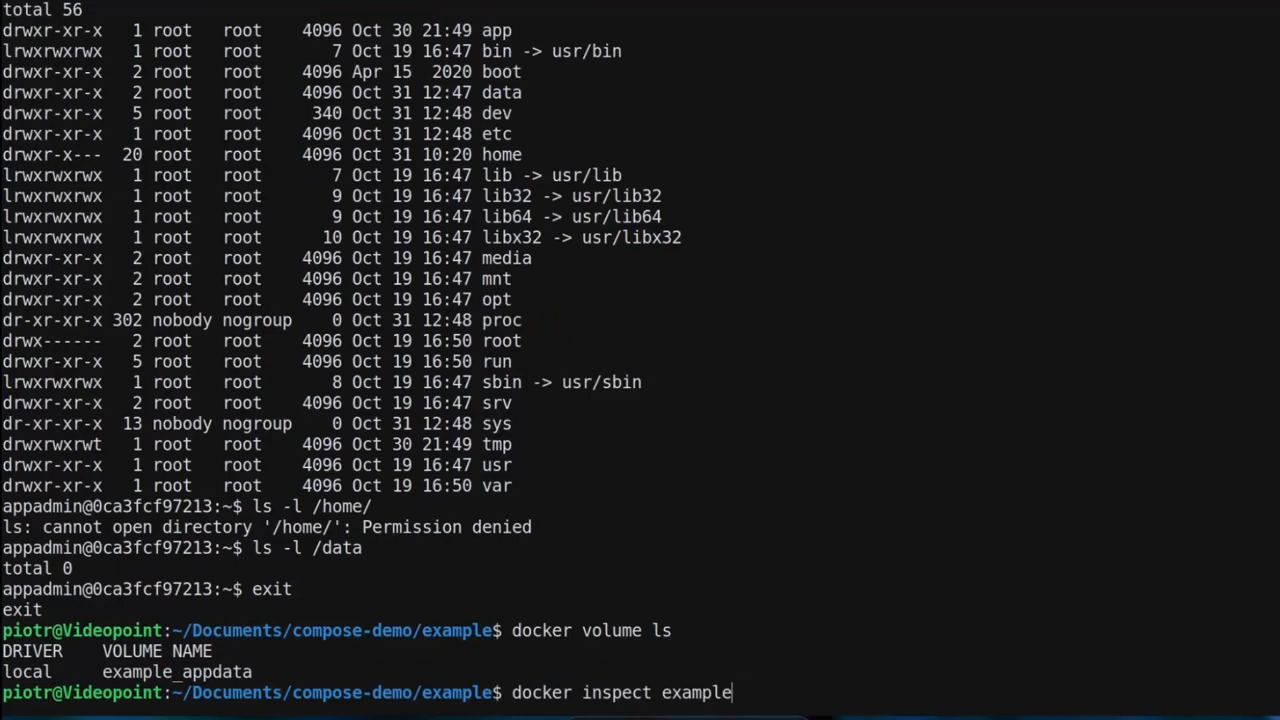 total 56
drwxr-xr-x   1 root   root     4096 Oct 30 21:49 app
lrwxrwxrwx   1 root   root        7 Oct 19 16:47 bin -> usr/bin
drwxr-xr-x   2 root   root     4096 Apr 15  2020 boot
drwxr-xr-x   2 root   root     4096 Oct 31 12:47 data
drwxr-xr-x   5 root   root      340 Oct 31 12:48 dev
drwxr-xr-x   1 root   root     4096 Oct 31 12:48 etc
drwxr-x---  20 root   root     4096 Oct 31 10:20 home
lrwxrwxrwx   1 root   root        7 Oct 19 16:47 lib -> usr/lib
lrwxrwxrwx   1 root   root        9 Oct 19 16:47 lib32 -> usr/lib32
lrwxrwxrwx   1 root   root        9 Oct 19 16:47 lib64 -> usr/lib64
lrwxrwxrwx   1 root   root       10 Oct 19 16:47 libx32 -> usr/libx32
drwxr-xr-x   2 root   root     4096 Oct 19 16:47 media
drwxr-xr-x   2 root   root     4096 Oct 19 16:47 mnt
drwxr-xr-x   2 root   root     4096 Oct 19 16:47 opt
dr-xr-xr-x 302 nobody nogroup    0 Oct 31 12:48 proc
drwx------   2 root   root     4096 Oct 19 16:50 root
drwxr-xr-x   5 root   root     4096 Oct 19 16:50 run
lrwxrwxrwx   1 root   root        8 Oct 19 16:47 sbin -> usr/sbin
drwxr-xr-x   2 root   root     4096 Oct 19 16:47 srv
dr-xr-xr-x  13 nobody nogroup    0 Oct 31 12:48 sys
drwxrwxrwt   1 root   root     4096 Oct 30 21:49 tmp
drwxr-xr-x   1 root   root     4096 Oct 19 16:47 usr
drwxr-xr-x   1 root   root     4096 Oct 19 16:50 var
appadmin@0ca3fcf97213:~$ ls -l /home/
ls: cannot open directory '/home/': Permission denied
appadmin@0ca3fcf97213:~$ ls -l /data
total 0
appadmin@0ca3fcf97213:~$ exit
exit
piotr@Videopoint:~/Documents/compose-demo/example$ docker volume ls
DRIVER    VOLUME NAME
local     example_appdata
piotr@Videopoint:~/Documents/compose-demo/example$ docker inspect example